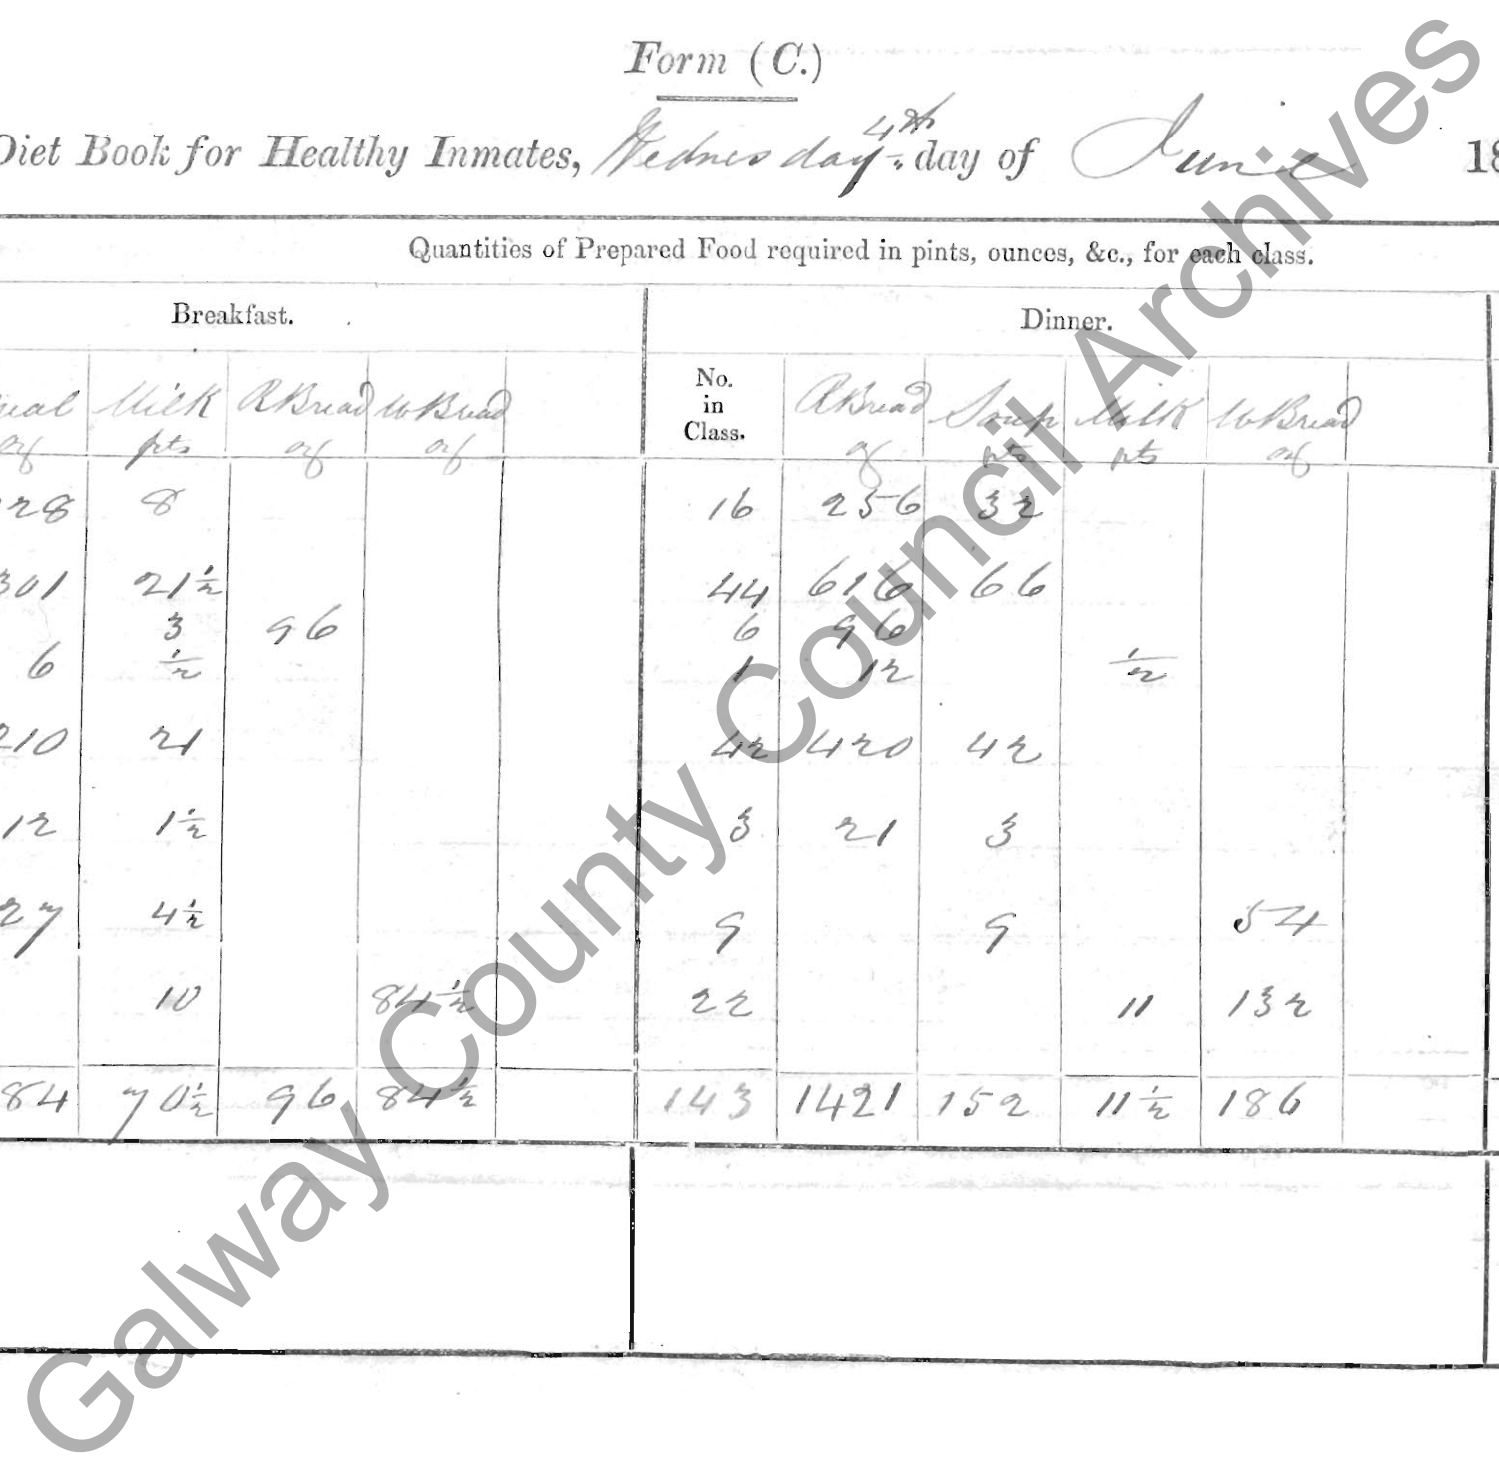 Form (C.)
Diet Book for Healthy Inmates, Wednesday 4th day of June 18
Quantities of Prepared Food required in pints, ounces, &c., for each class.
Breakfast. Dinner.
Milk R Bread W Bread No. in Class. R Bread Soup Milk W Bread
oz pts oz oz oz pts pts oz
28 8 16 256 32
301 21½ 44 616 66
3 96 6 96
6 ½ 1 12 ½
210 21 42 420 42
12 1½ 3 21 3
27 4½ 9 9 54
10 84½ 22 11 132
84 70½ 96 84½ 143 1421 152 11½ 186
Galway County Council Archives